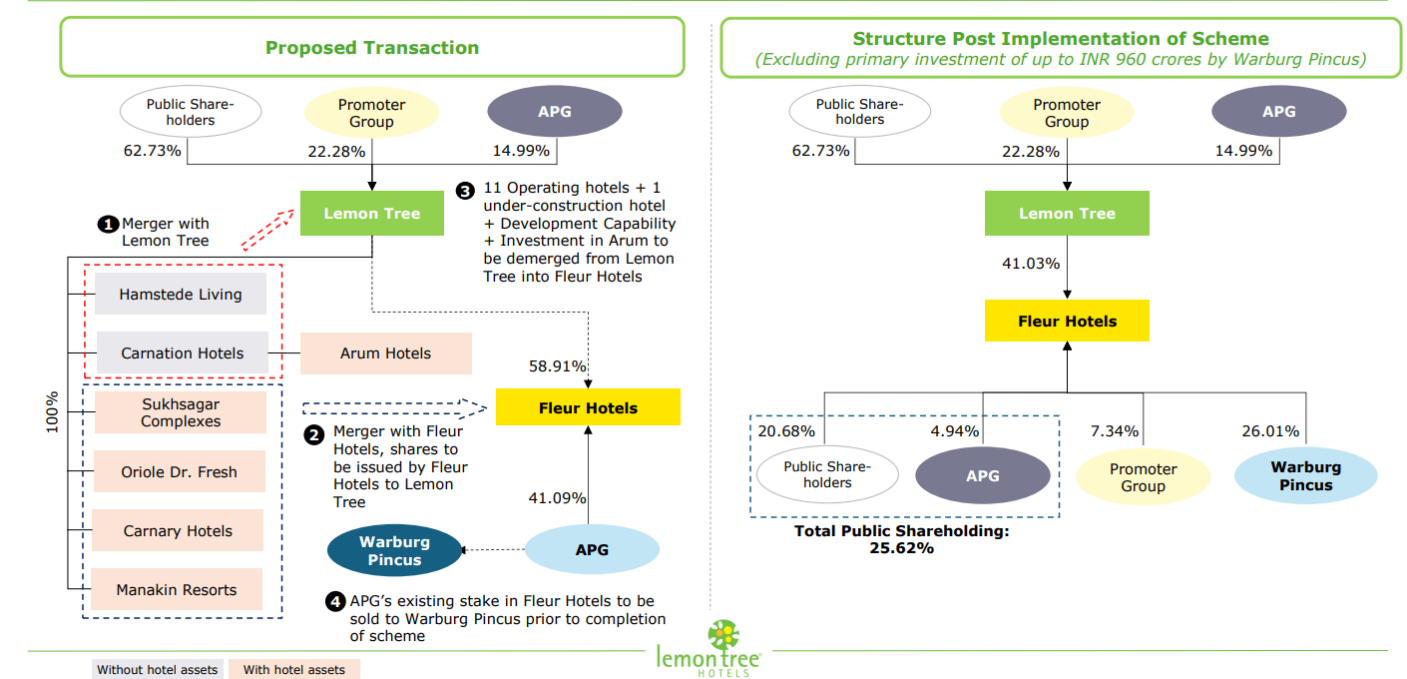 Proposed Transaction
Public Share-
holders
Promoter
Group
APG
62.73%
22.28%
14.99%
Lemon Tree
❶ Merger with
Lemon Tree
❸ 11 Operating hotels + 1
under-construction hotel
+ Development Capability
+ Investment in Arum to
be demerged from Lemon
Tree into Fleur Hotels
100%
Hamstede Living
Carnation Hotels
Arum Hotels
Sukhsagar
Complexes
Oriole Dr. Fresh
Carnary Hotels
Manakin Resorts
58.91%
Fleur Hotels
❷ Merger with Fleur
Hotels, shares to
be issued by Fleur
Hotels to Lemon
Tree
41.09%
Warburg
Pincus
APG
❹ APG's existing stake in Fleur Hotels to be
sold to Warburg Pincus prior to completion
of scheme
Without hotel assets
With hotel assets
Structure Post Implementation of Scheme
(Excluding primary investment of up to INR 960 crores by Warburg Pincus)
Public Share-
holders
Promoter
Group
APG
62.73%
22.28%
14.99%
Lemon Tree
41.03%
Fleur Hotels
20.68%
4.94%
7.34%
26.01%
Public Share-
holders
APG
Promoter
Group
Warburg
Pincus
Total Public Shareholding:
25.62%
lemon tree
HOTELS